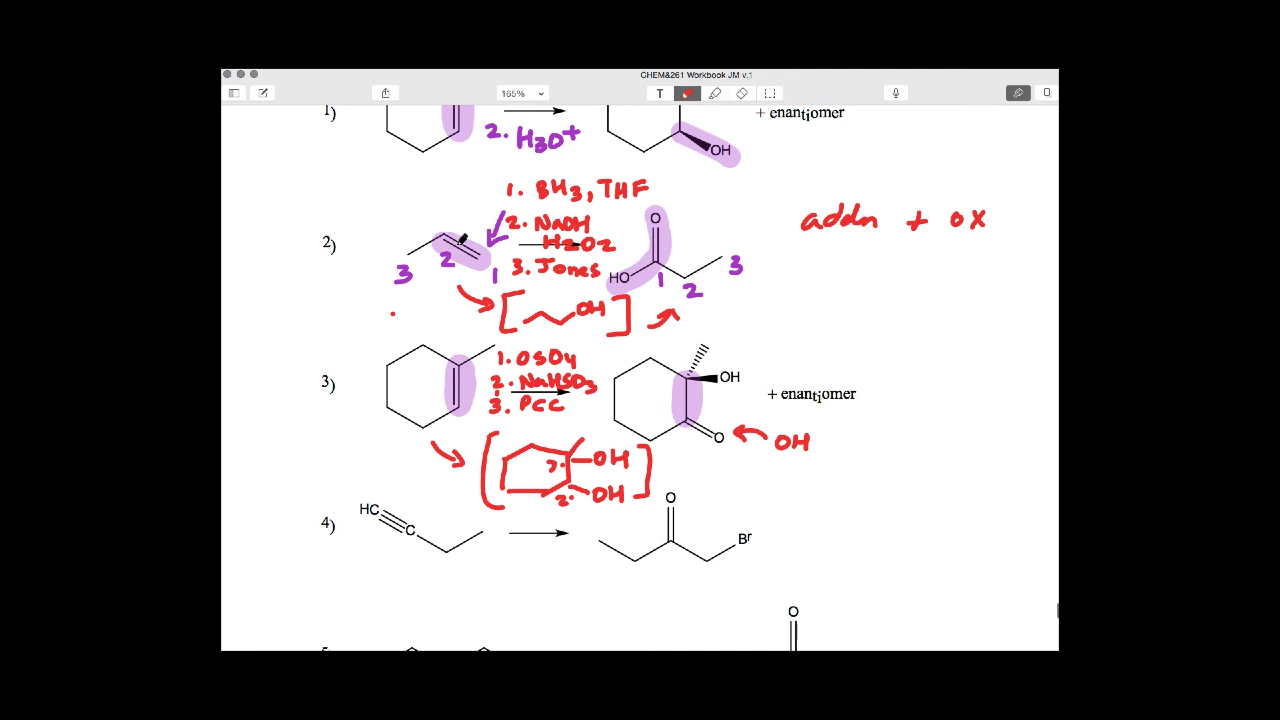 CHEM&261 Workbook JM v.1
165%
T
1)
2. H3O+
OH
+ enantiomer
1. BH3, THF
2)
2. NaOH
H2O2
3. Jones
3
2
1
O
HO
1
2
3
addn + ox
OH
3)
1. OsO4
2. NaHSO3
3. PCC
OH
O
+ enantiomer
OH
3°
OH
2°
OH
4)
HC
C
O
Br
O